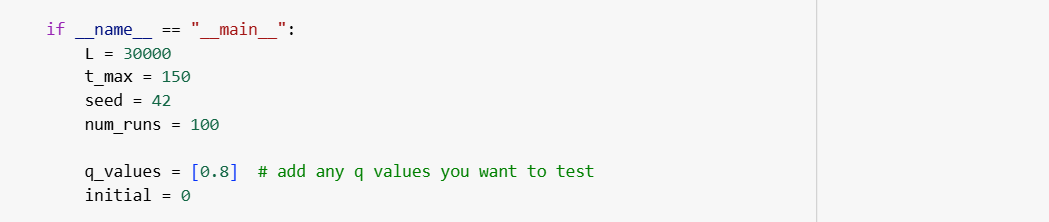 if __name__ == "__main__":
    L = 30000
    t_max = 150
    seed = 42
    num_runs = 100

    q_values = [0.8]  # add any q values you want to test
    initial = 0